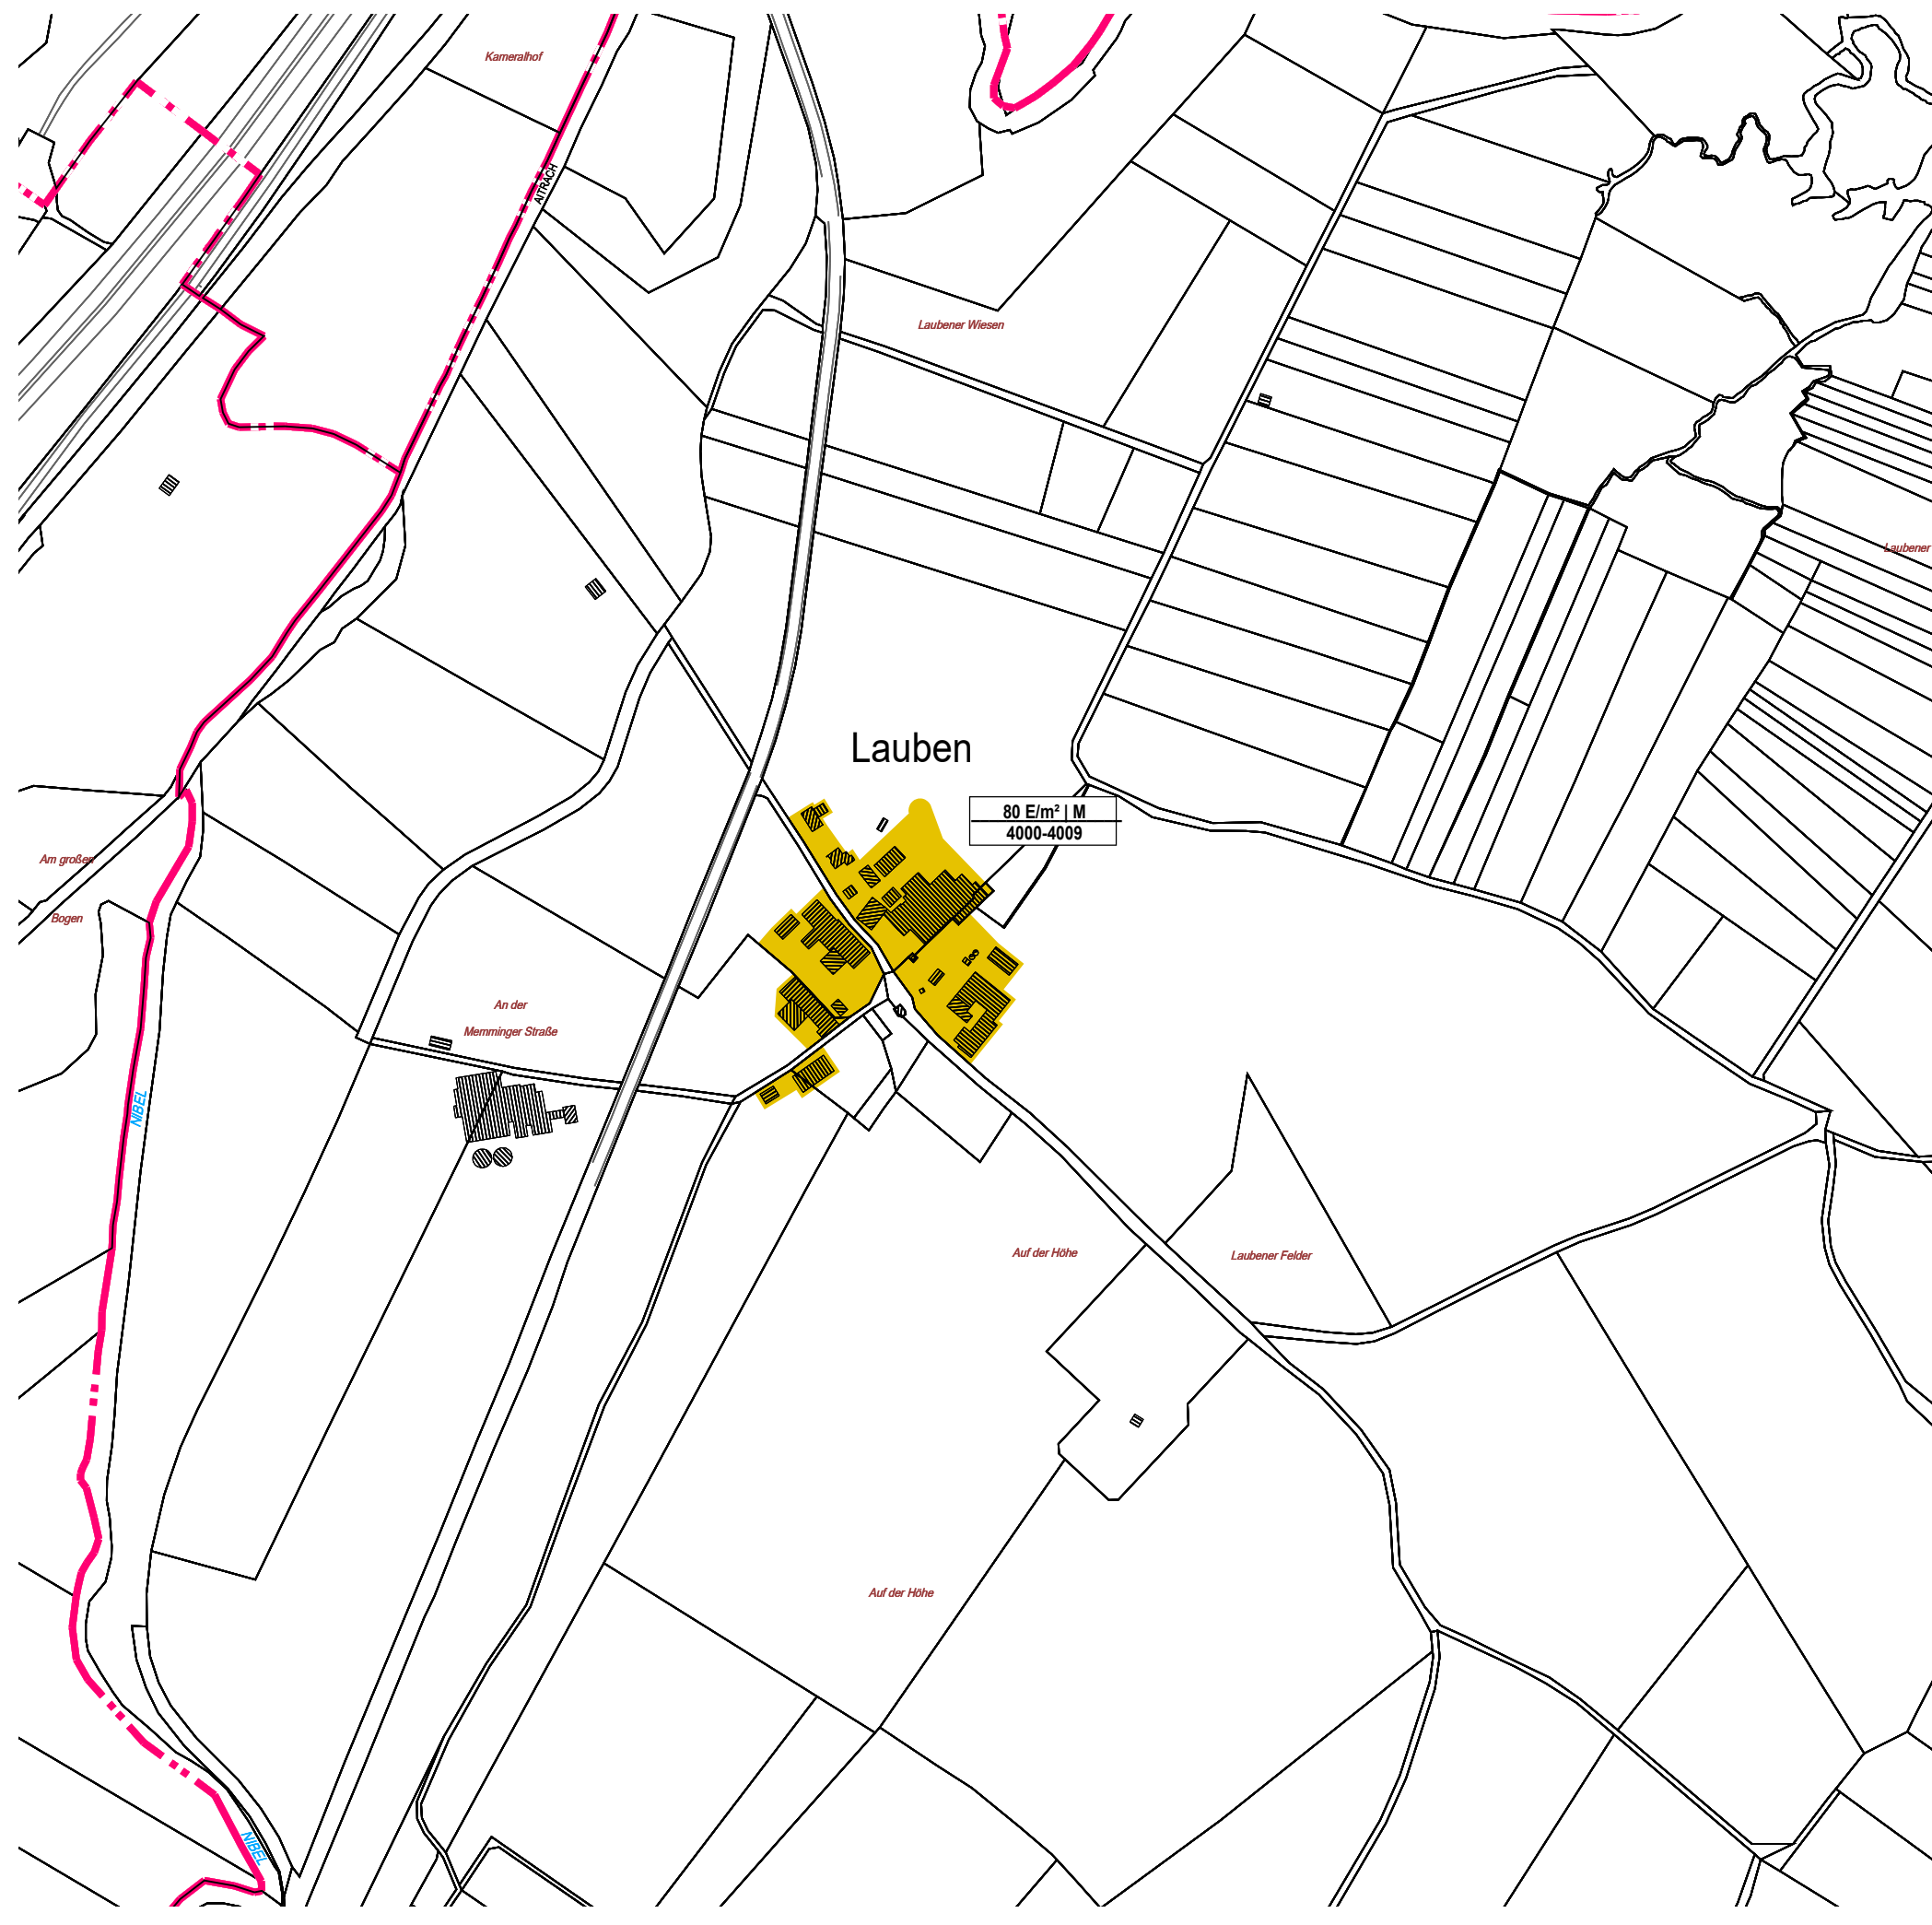 Kameralhof
AITRACH
Laubener Wiesen
Laubener
Lauben
80 E/m² | M
4000-4009
Am großen
Bogen
An der
Memminger Straße
NIBEL
Auf der Höhe
Laubener Felder
Auf der Höhe
NIBEL